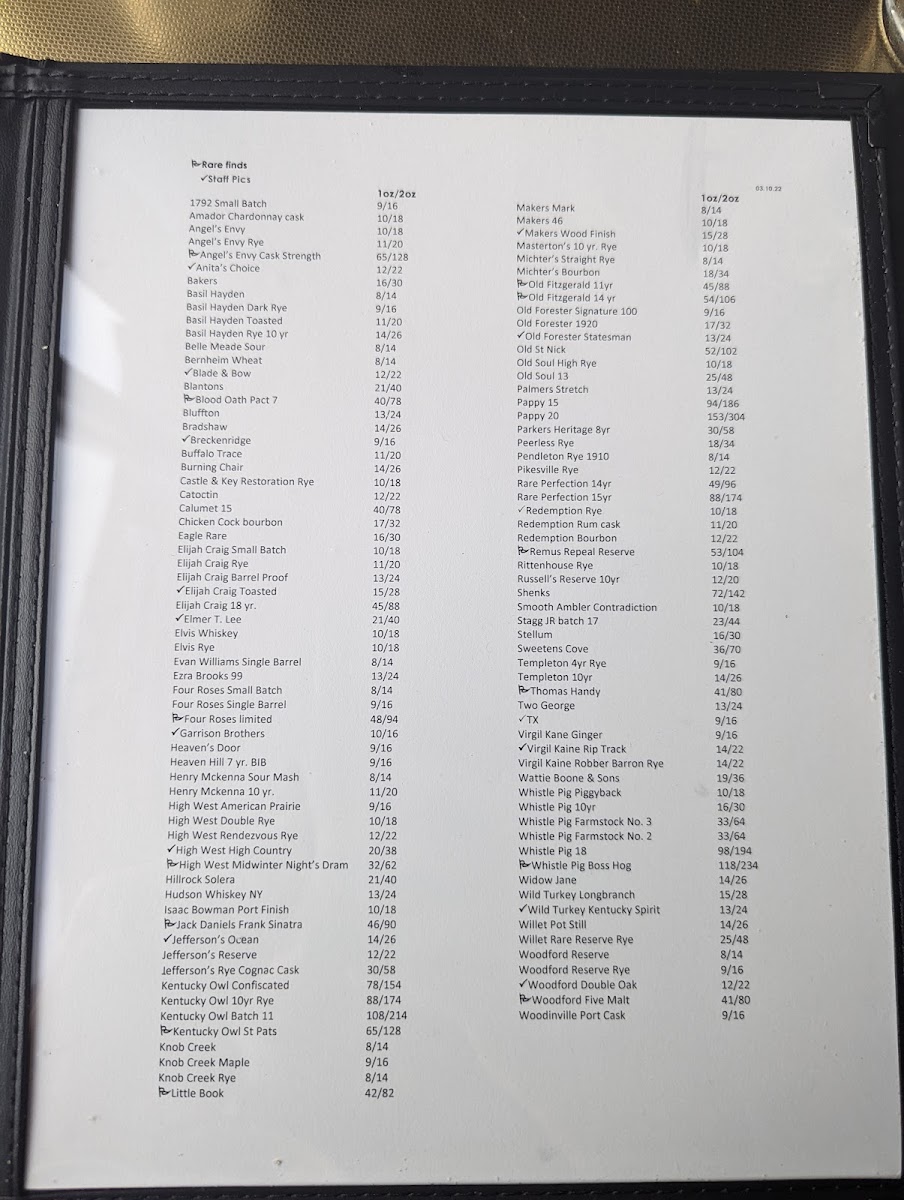 Rare finds
✓Staff Pics
1oz/2oz
1792 Small Batch 9/16
Amador Chardonnay cask 10/18
Angel's Envy 10/18
Angel's Envy Rye 11/20
Angel's Envy Cask Strength 65/128
✓Anita's Choice 12/22
Bakers 16/30
Basil Hayden 8/14
Basil Hayden Dark Rye 9/16
Basil Hayden Toasted 11/20
Basil Hayden Rye 10 yr 14/26
Belle Meade Sour 8/14
Bernheim Wheat 8/14
✓Blade & Bow 12/22
Blantons 21/40
Blood Oath Pact 7 40/78
Bluffton 13/24
Bradshaw 14/26
✓Breckenridge 9/16
Buffalo Trace 11/20
Burning Chair 14/26
Castle & Key Restoration Rye 10/18
Catoctin 12/22
Calumet 15 40/78
Chicken Cock bourbon 17/32
Eagle Rare 16/30
Elijah Craig Small Batch 10/18
Elijah Craig Rye 11/20
Elijah Craig Barrel Proof 13/24
✓Elijah Craig Toasted 15/28
Elijah Craig 18 yr. 45/88
✓Elmer T. Lee 21/40
Elvis Whiskey 10/18
Elvis Rye 10/18
Evan Williams Single Barrel 8/14
Ezra Brooks 99 13/24
Four Roses Small Batch 8/14
Four Roses Single Barrel 9/16
Four Roses limited 48/94
✓Garrison Brothers 10/16
Heaven's Door 9/16
Heaven Hill 7 yr. BIB 9/16
Henry Mckenna Sour Mash 8/14
Henry Mckenna 10 yr. 11/20
High West American Prairie 9/16
High West Double Rye 10/18
High West Rendezvous Rye 12/22
✓High West High Country 20/38
High West Midwinter Night's Dram 32/62
Hillrock Solera 21/40
Hudson Whiskey NY 13/24
Isaac Bowman Port Finish 10/18
Jack Daniels Frank Sinatra 46/90
✓Jefferson's Ocean 14/26
Jefferson's Reserve 12/22
Jefferson's Rye Cognac Cask 30/58
Kentucky Owl Confiscated 78/154
Kentucky Owl 10yr Rye 88/174
Kentucky Owl Batch 11 108/214
Kentucky Owl St Pats 65/128
Knob Creek 8/14
Knob Creek Maple 9/16
Knob Creek Rye 8/14
Little Book 42/82
03.10.22
1oz/2oz
Makers Mark 8/14
Makers 46 10/18
✓Makers Wood Finish 15/28
Masterton's 10 yr. Rye 10/18
Michter's Straight Rye 8/14
Michter's Bourbon 18/34
Old Fitzgerald 11yr 45/88
Old Fitzgerald 14 yr 54/106
Old Forester Signature 100 9/16
Old Forester 1920 17/32
✓Old Forester Statesman 13/24
Old St Nick 52/102
Old Soul High Rye 10/18
Old Soul 13 25/48
Palmers Stretch 13/24
Pappy 15 94/186
Pappy 20 153/304
Parkers Heritage 8yr 30/58
Peerless Rye 18/34
Pendleton Rye 1910 8/14
Pikesville Rye 12/22
Rare Perfection 14yr 49/96
Rare Perfection 15yr 88/174
✓Redemption Rye 10/18
Redemption Rum cask 11/20
Redemption Bourbon 12/22
Remus Repeal Reserve 53/104
Rittenhouse Rye 10/18
Russell's Reserve 10yr 12/20
Shenks 72/142
Smooth Ambler Contradiction 10/18
Stagg JR batch 17 23/44
Stellum 16/30
Sweetens Cove 36/70
Templeton 4yr Rye 9/16
Templeton 10yr 14/26
Thomas Handy 41/80
Two George 13/24
✓TX 9/16
Virgil Kane Ginger 9/16
✓Virgil Kaine Rip Track 14/22
Virgil Kaine Robber Barron Rye 14/22
Wattie Boone & Sons 19/36
Whistle Pig Piggyback 10/18
Whistle Pig 10yr 16/30
Whistle Pig Farmstock No. 3 33/64
Whistle Pig Farmstock No. 2 33/64
Whistle Pig 18 98/194
Whistle Pig Boss Hog 118/234
Widow Jane 14/26
Wild Turkey Longbranch 15/28
✓Wild Turkey Kentucky Spirit 13/24
Willet Pot Still 14/26
Willet Rare Reserve Rye 25/48
Woodford Reserve 8/14
Woodford Reserve Rye 9/16
✓Woodford Double Oak 12/22
Woodford Five Malt 41/80
Woodinville Port Cask 9/16